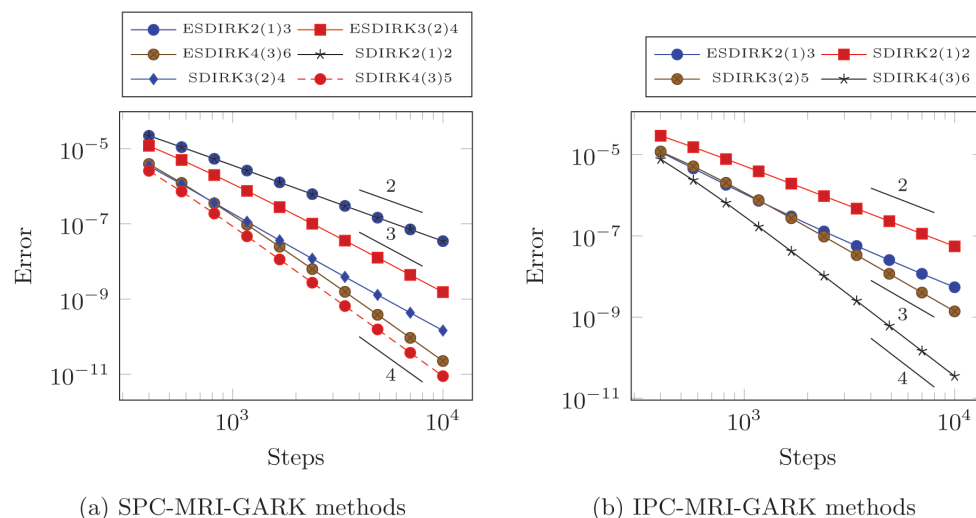 ESDIRK2(1)3 ESDIRK3(2)4
ESDIRK4(3)6 SDIRK2(1)2
SDIRK3(2)4 SDIRK4(3)5
10^−5
10^−7
10^−9
10^−11
Error
2
3
4
10^3 10^4
Steps
(a) SPC-MRI-GARK methods
ESDIRK2(1)3 SDIRK2(1)2
SDIRK3(2)5 SDIRK4(3)6
10^−5
10^−7
10^−9
10^−11
Error
2
3
4
10^3 10^4
Steps
(b) IPC-MRI-GARK methods